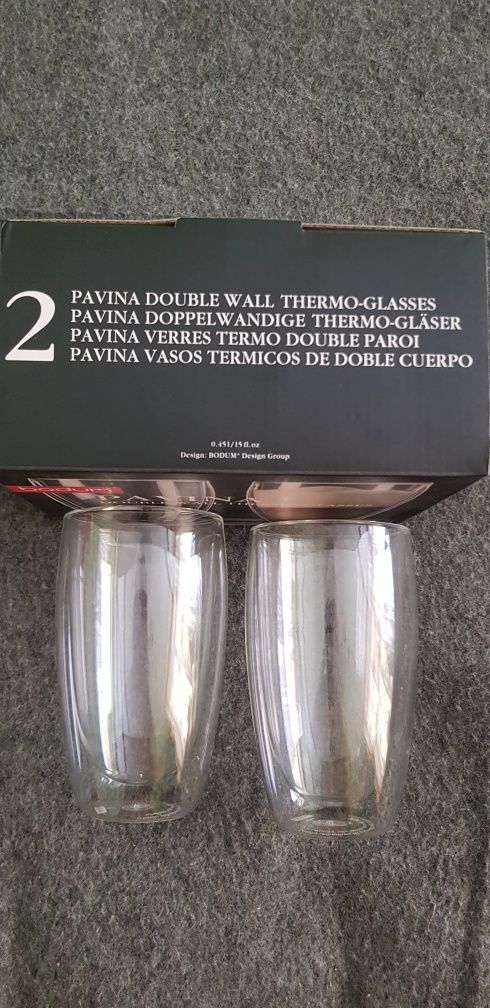 2
PAVINA DOUBLE WALL THERMO-GLASSES
PAVINA DOPPELWANDIGE THERMO-GLÄSER
PAVINA VERRES TERMO DOUBLE PAROI
PAVINA VASOS TERMICOS DE DOBLE CUERPO
0.45l/15 fl.oz
Design: BODUM® Design Group
bodum